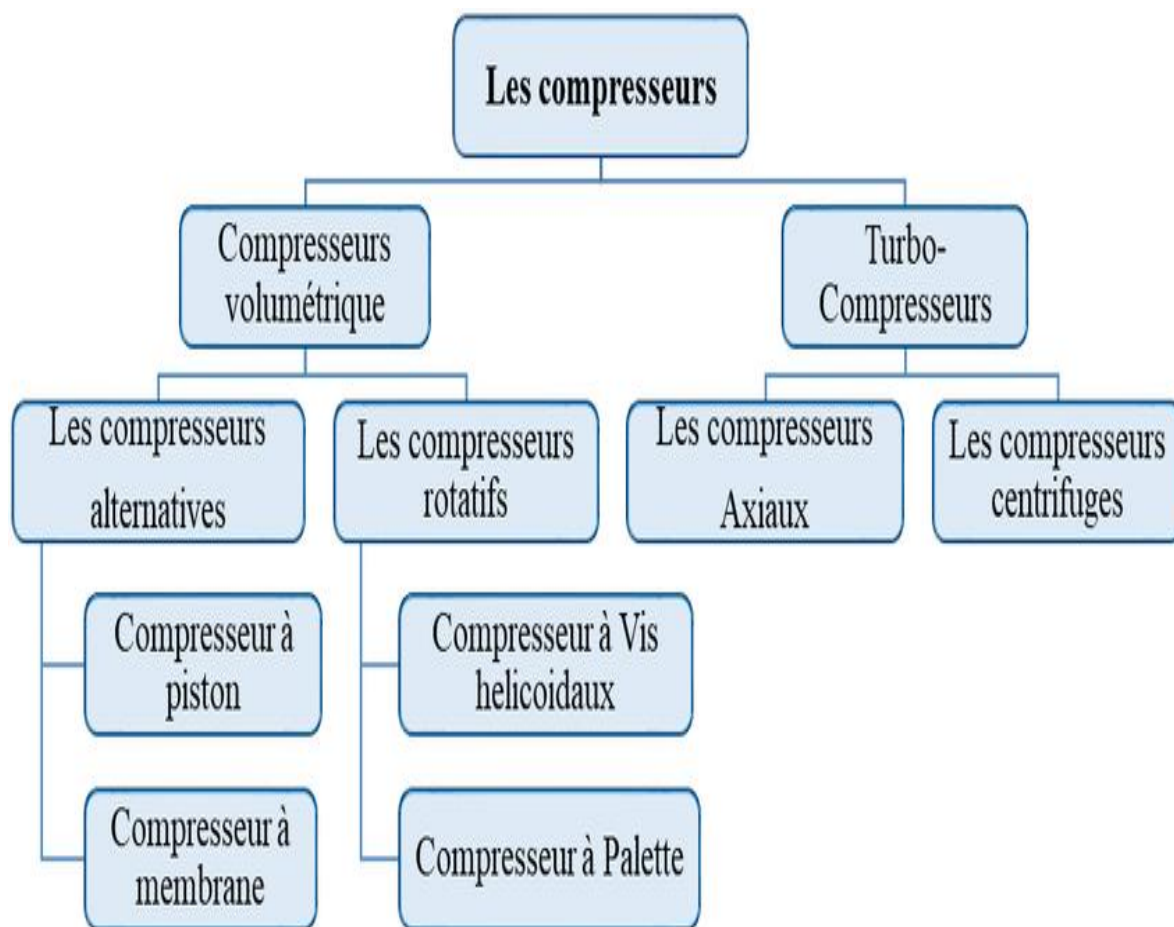 Les compresseurs
Compresseurs
volumétrique
Turbo-
Compresseurs
Les compresseurs
alternatives
Les compresseurs
rotatifs
Les compresseurs
Axiaux
Les compresseurs
centrifuges
Compresseur à
piston
Compresseur à Vis
helicoidaux
Compresseur à
membrane
Compresseur à Palette